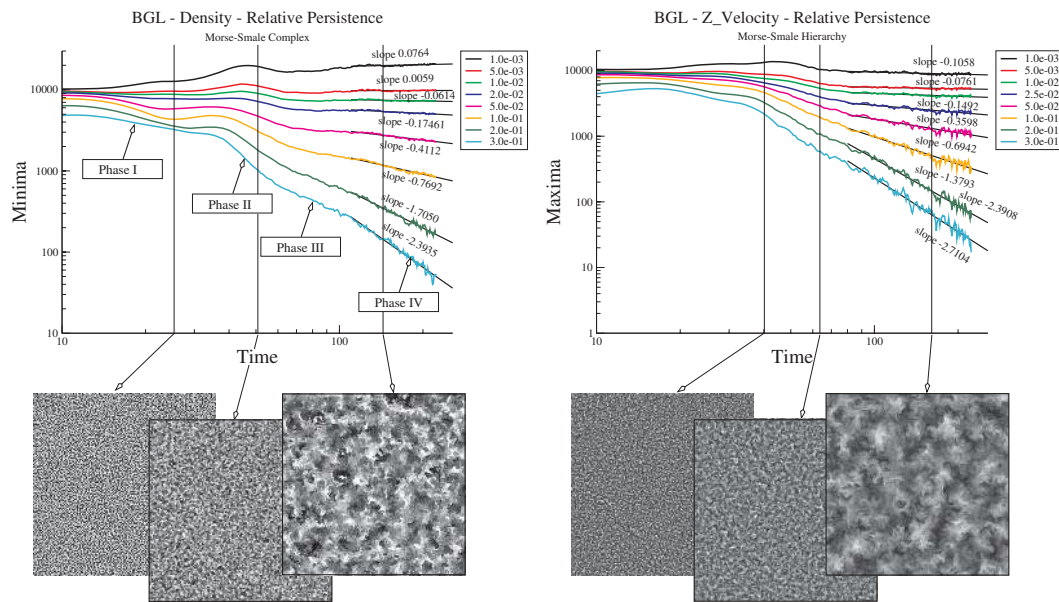 BGL - Density - Relative Persistence
Morse-Smale Complex
Minima
10000
1000
100
10
10
100
Time
slope 0.0764
slope 0.0059
slope -0.0614
slope -0.17461
slope -0.4112
slope -0.7692
slope -1.7050
slope -2.3935
Phase I
Phase II
Phase III
Phase IV
1.0e-03
5.0e-03
1.0e-02
2.0e-02
5.0e-02
1.0e-01
2.0e-01
3.0e-01
BGL - Z_Velocity - Relative Persistence
Morse-Smale Hierarchy
Maxima
10000
1000
100
10
1
10
100
Time
slope -0.1058
slope -0.0761
slope -0.1492
slope -0.3598
slope -0.6942
slope -1.3793
slope -2.3908
slope -2.7104
1.0e-03
5.0e-03
1.0e-02
2.5e-02
5.0e-02
1.0e-01
2.0e-01
3.0e-01